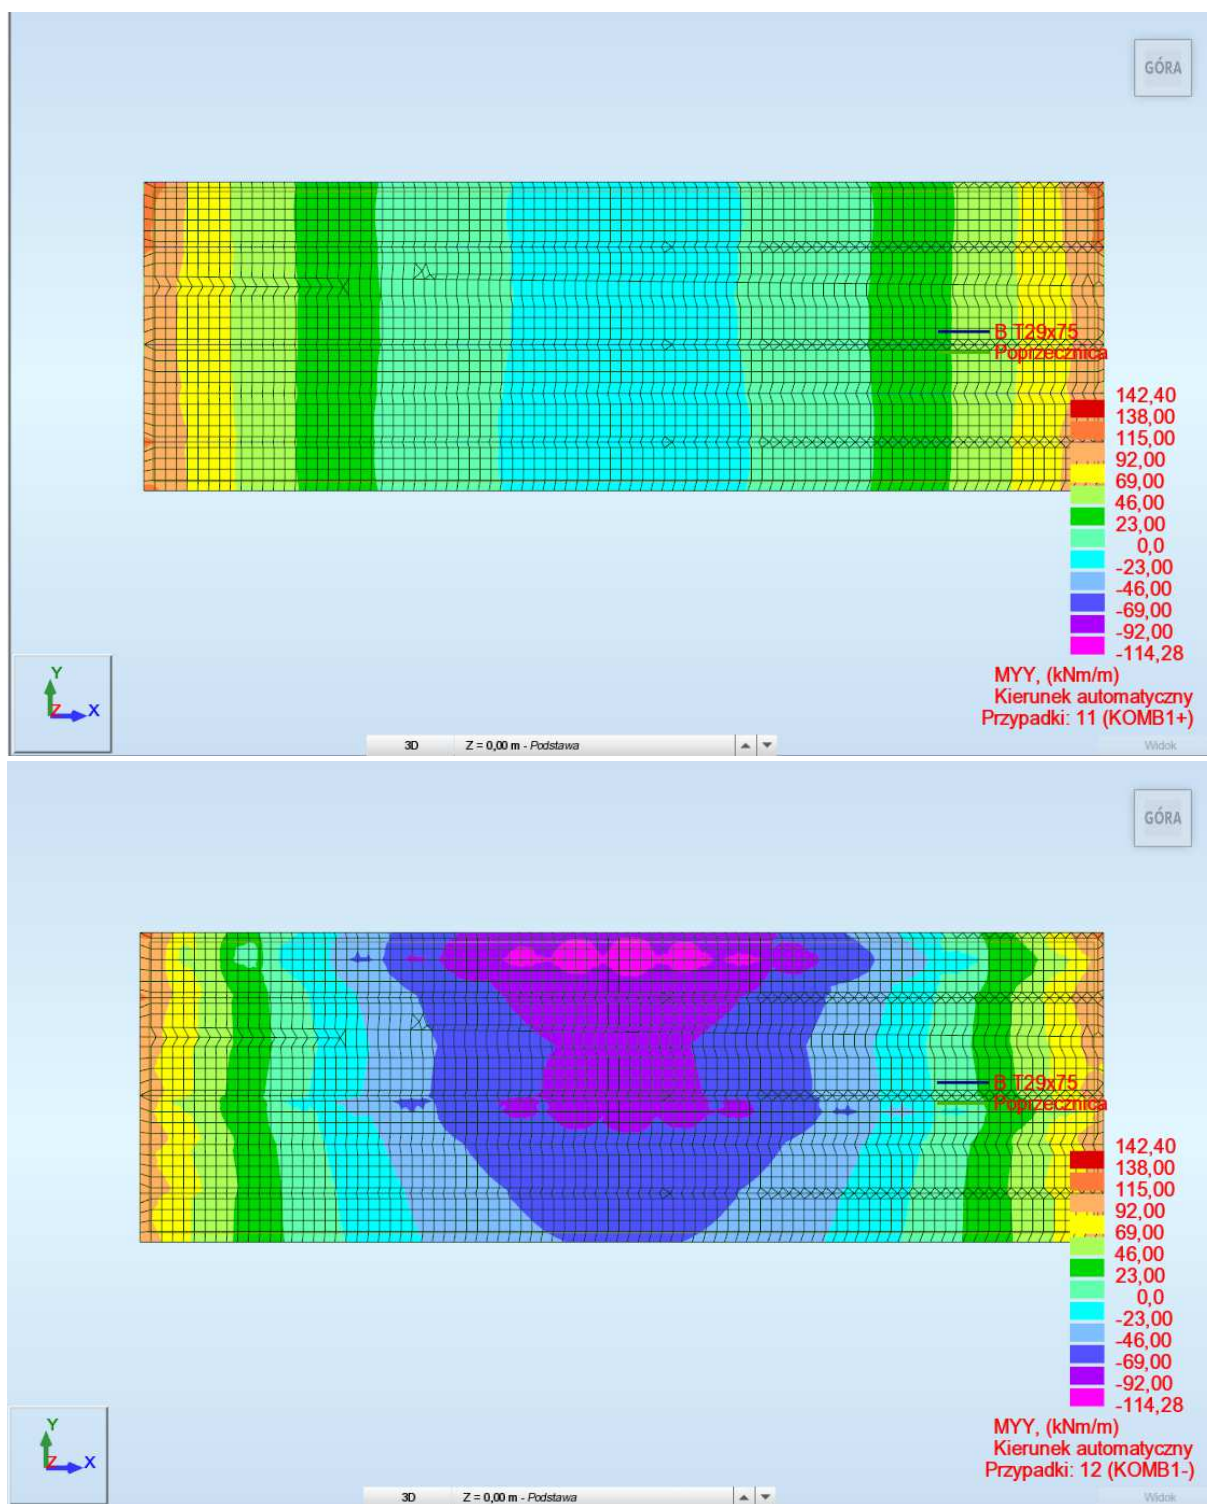 GÓRA
B T29x75
Poprzecznica
142,40
138,00
115,00
92,00
69,00
46,00
23,00
0,0
-23,00
-46,00
-69,00
-92,00
-114,28
MYY, (kNm/m)
Kierunek automatyczny
Przypadki: 11 (KOMB1+)
Y
Z
X
3D Z = 0,00 m - Podstawa
Widok
GÓRA
B T29x75
Poprzecznica
142,40
138,00
115,00
92,00
69,00
46,00
23,00
0,0
-23,00
-46,00
-69,00
-92,00
-114,28
MYY, (kNm/m)
Kierunek automatyczny
Przypadki: 12 (KOMB1-)
Y
Z
X
3D Z = 0,00 m - Podstawa
Widok